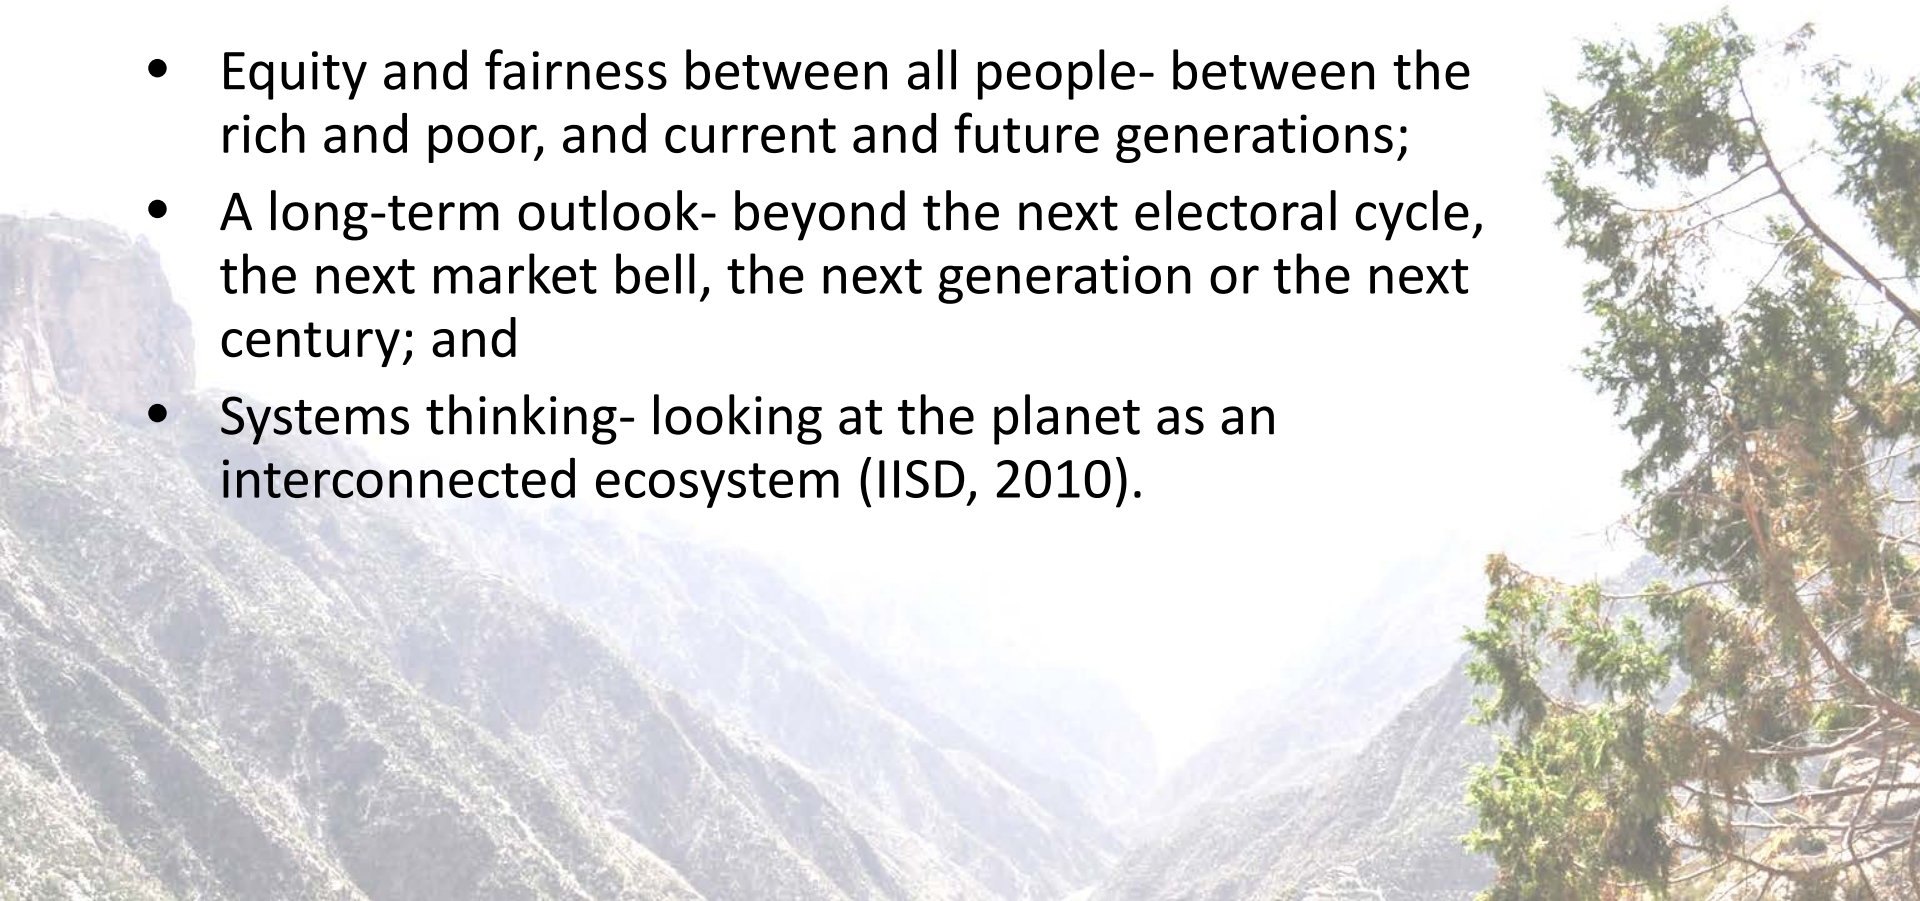 • Equity and fairness between all people- between the
rich and poor, and current and future generations;
• A long-term outlook- beyond the next electoral cycle,
the next market bell, the next generation or the next
century; and
• Systems thinking- looking at the planet as an
interconnected ecosystem (IISD, 2010).